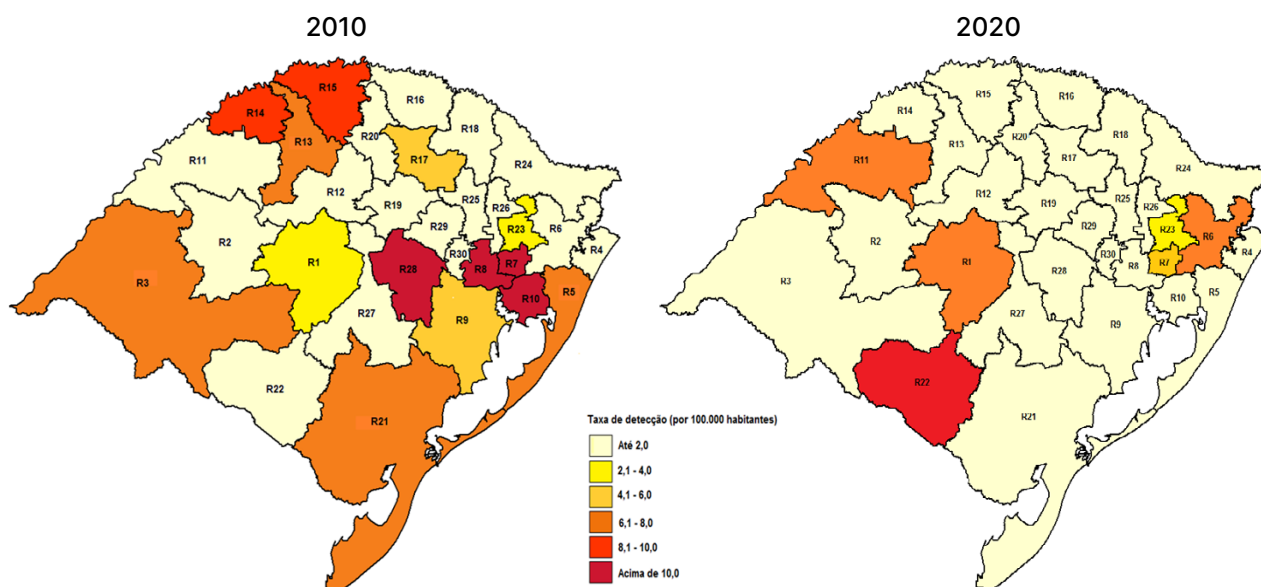 2010
2020
R15
R16
R14
R13
R20
R18
R17
R11
R24
R12
R25
R26
R19
R2
R29
R23
R6
R4
R30
R1
R28
R8
R7
R3
R10
R5
R27
R9
R22
R21
R15
R16
R14
R13
R20
R18
R17
R11
R24
R12
R25
R26
R19
R2
R29
R23
R6
R4
R30
R1
R28
R8
R7
R3
R10
R5
R27
R9
R22
R21
Taxa de detecção (por 100.000 habitantes)
Até 2,0
2,1 - 4,0
4,1 - 6,0
6,1 - 8,0
8,1 - 10,0
Acima de 10,0